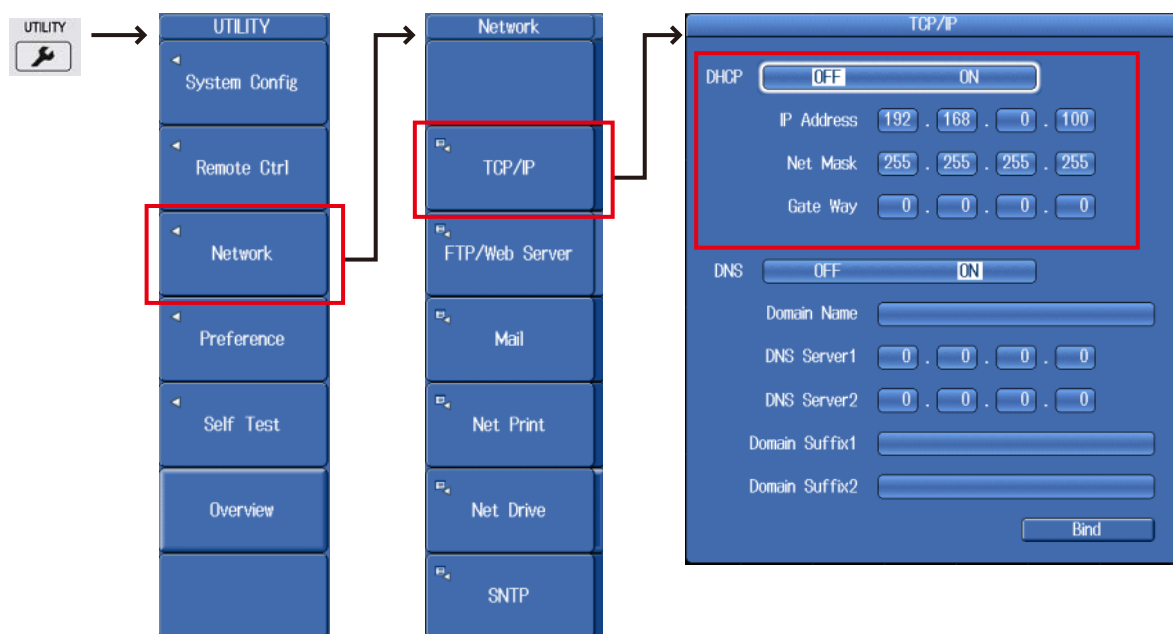 UTILITY
UTILITY
System Config
Remote Ctrl
Network
Preference
Self Test
Overview
Network
TCP/IP
FTP/Web Server
Mail
Net Print
Net Drive
SNTP
TCP/IP
DHCP OFF ON
IP Address 192 . 168 . 0 . 100
Net Mask 255 . 255 . 255 . 255
Gate Way 0 . 0 . 0 . 0
DNS OFF ON
Domain Name
DNS Server1 0 . 0 . 0 . 0
DNS Server2 0 . 0 . 0 . 0
Domain Suffix1
Domain Suffix2
Bind